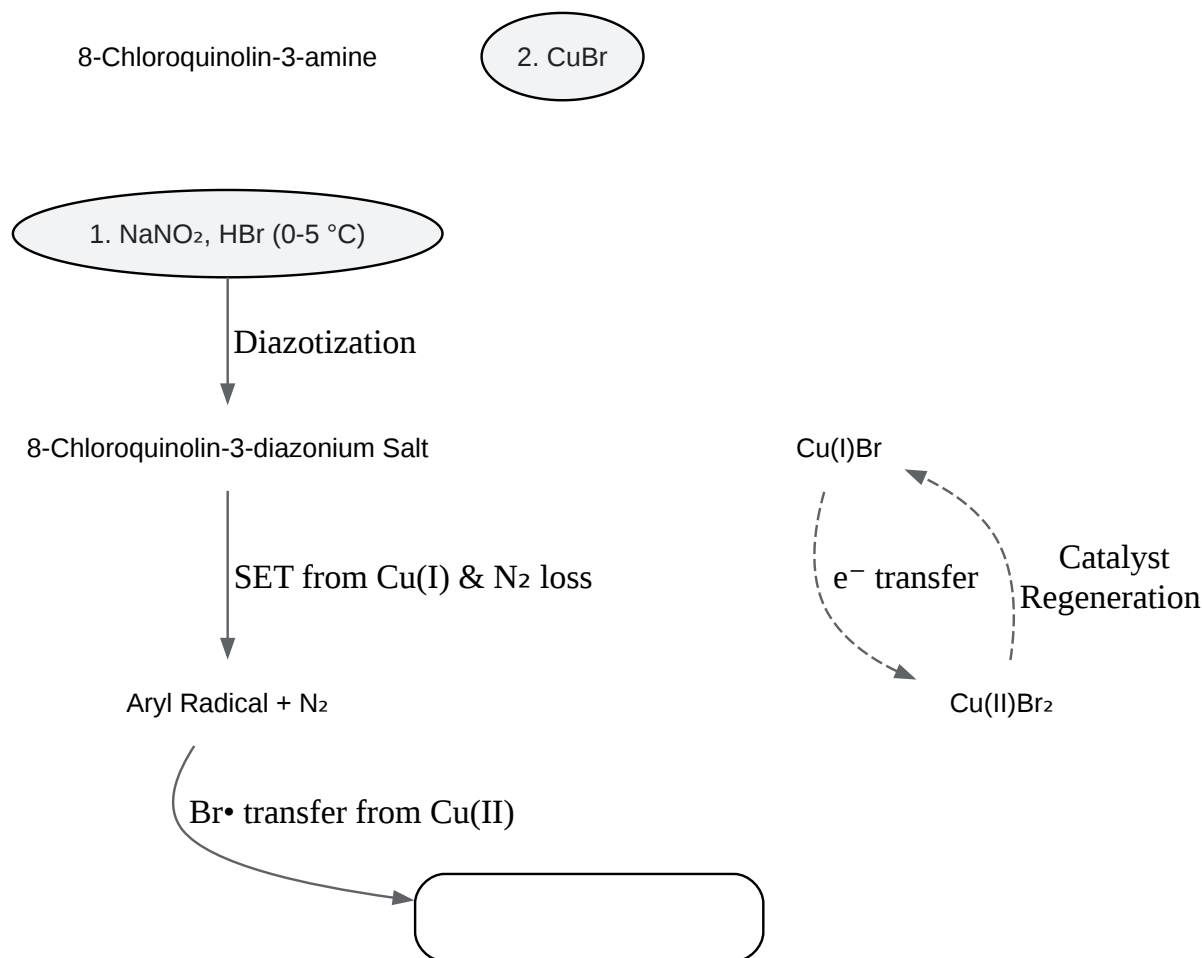 8-Chloroquinolin-3-amine
2. CuBr
1. NaNO₂, HBr (0-5 °C)
Diazotization
8-Chloroquinolin-3-diazonium Salt
Cu(I)Br
SET from Cu(I) & N₂ loss
e⁻ transfer
Catalyst
Regeneration
Aryl Radical + N₂
Cu(II)Br₂
Br• transfer from Cu(II)